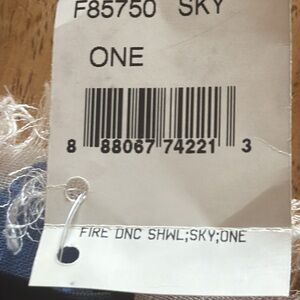 F85750 SKY
ONE
8 88067 74221 3
FIRE DNC SHWL;SKY;ONE